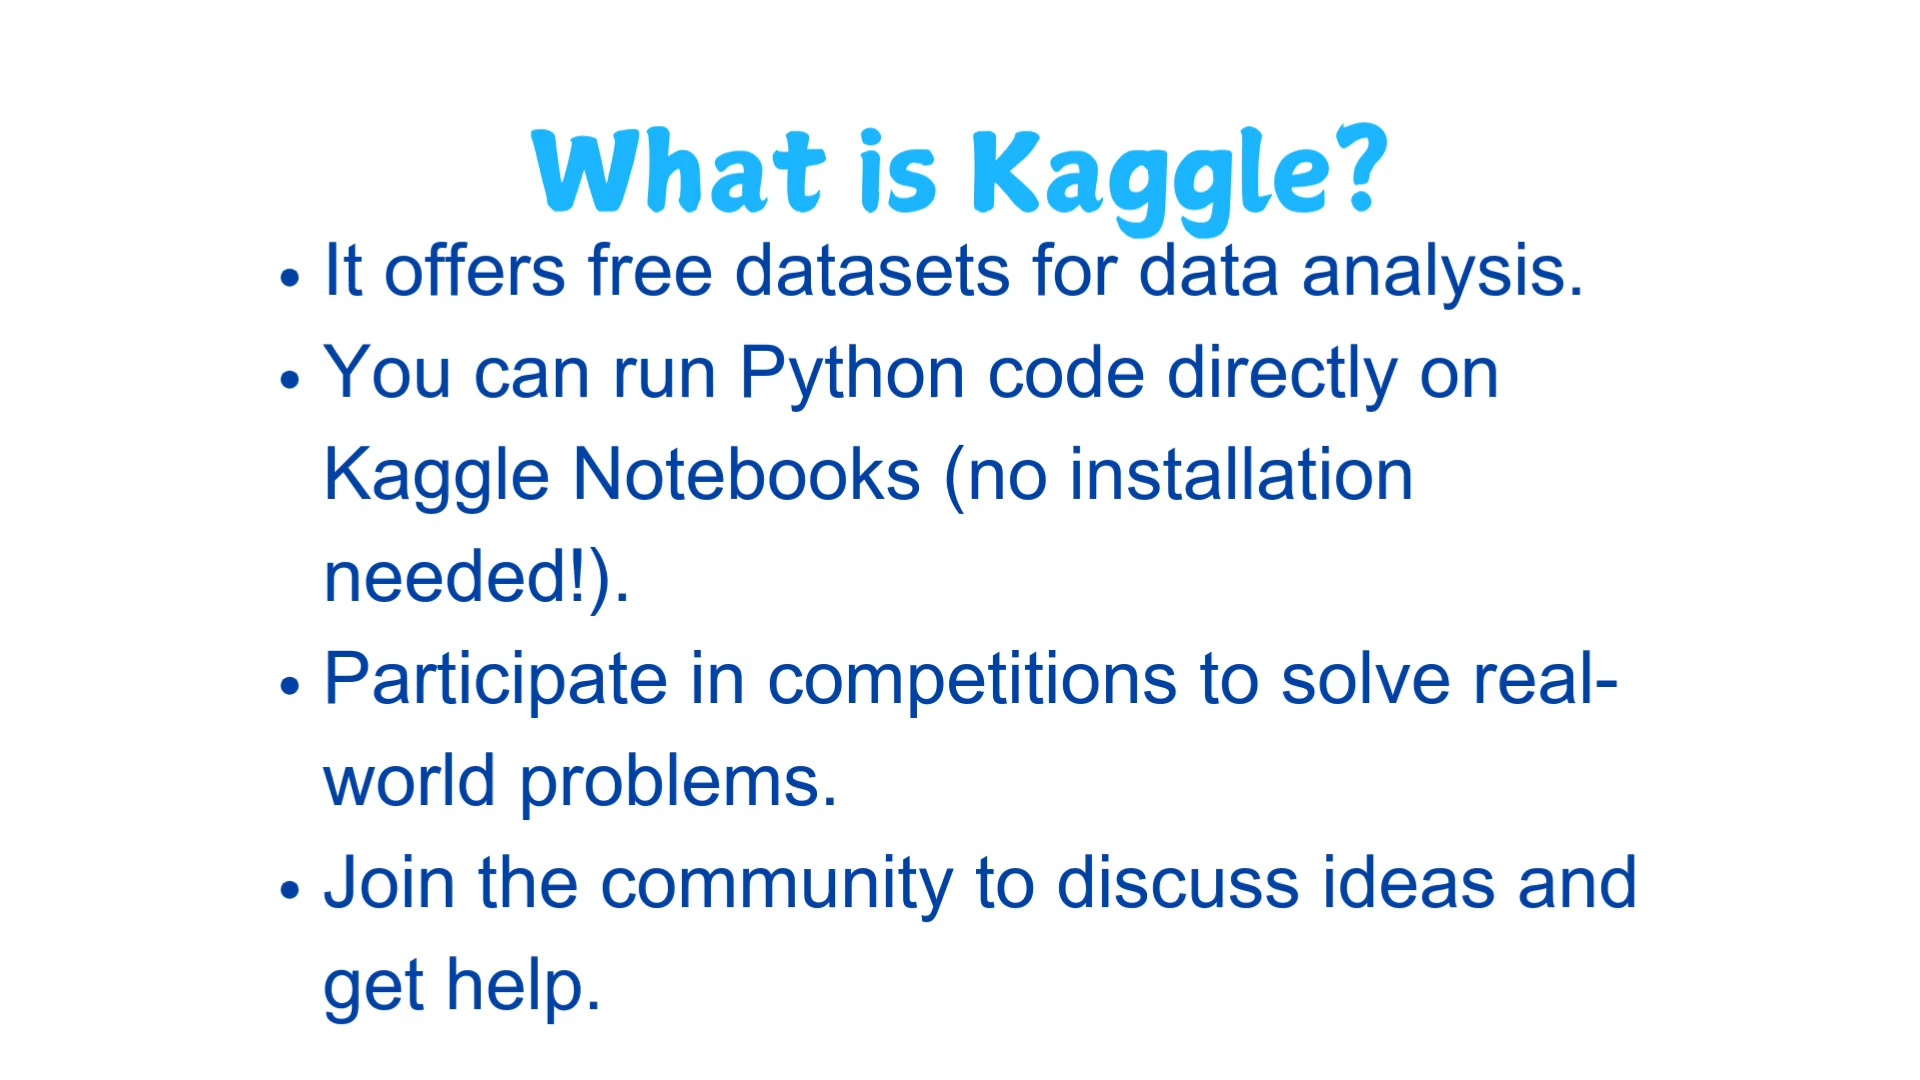 What is Kaggle?
• It offers free datasets for data analysis.
• You can run Python code directly on
Kaggle Notebooks (no installation
needed!).
• Participate in competitions to solve real-
world problems.
• Join the community to discuss ideas and
get help.